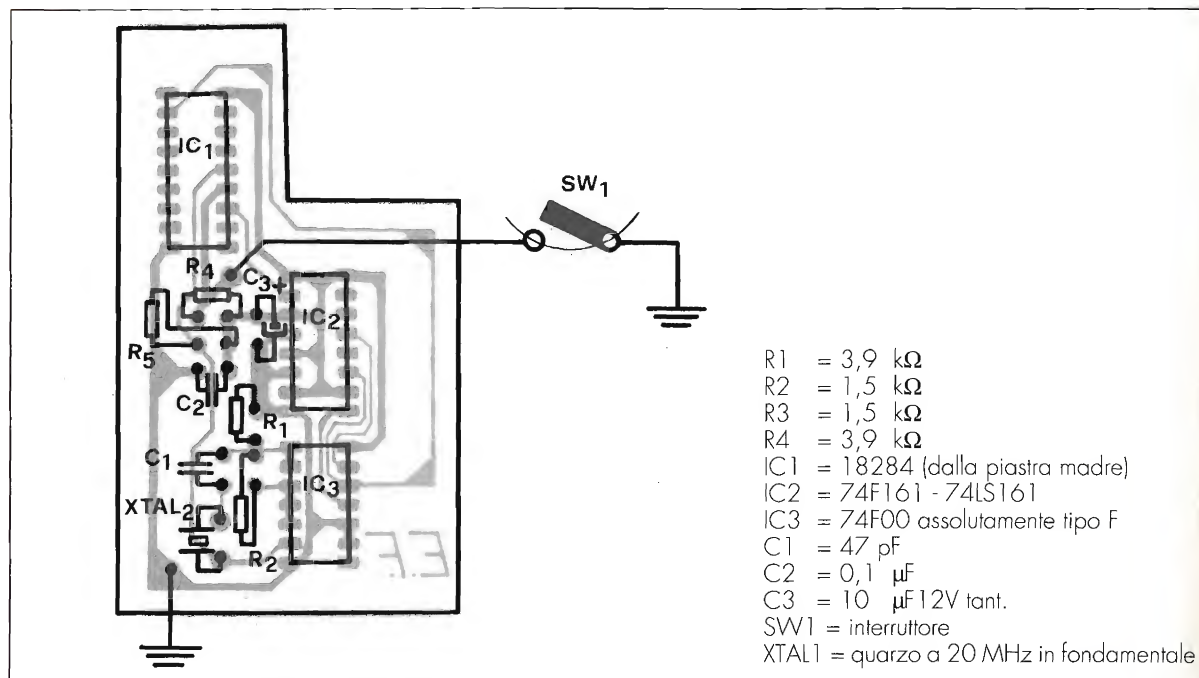 IC1
SW1
R4
C3+
IC2
R5
C2
R1
C1
IC3
XTAL2
R2
E.F.
R1 = 3,9 kΩ
R2 = 1,5 kΩ
R3 = 1,5 kΩ
R4 = 3,9 kΩ
IC1 = 18284 (dalla piastra madre)
IC2 = 74F161 - 74LS161
IC3 = 74F00 assolutamente tipo F
C1 = 47 pF
C2 = 0,1 µF
C3 = 10 µF12V tant.
SW1 = interruttore
XTAL1 = quarzo a 20 MHz in fondamentale